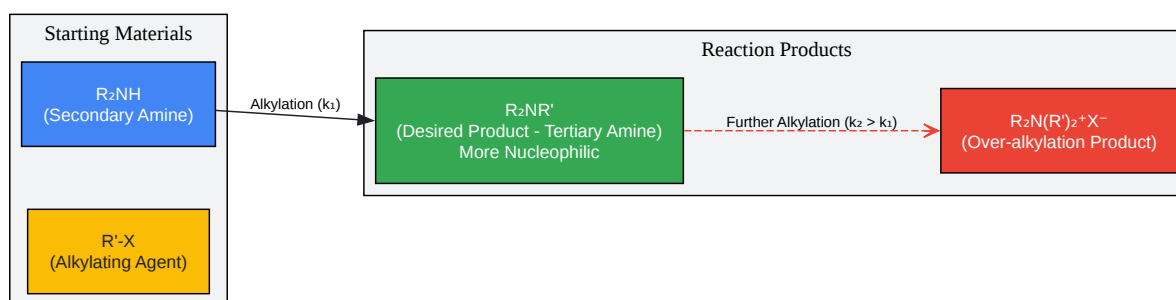 Starting Materials
R₂NH
(Secondary Amine)
R'-X
(Alkylating Agent)
Alkylation (k₁)
Reaction Products
R₂NR'
(Desired Product - Tertiary Amine)
More Nucleophilic
Further Alkylation (k₂ > k₁)
R₂N(R')₂⁺X⁻
(Over-alkylation Product)